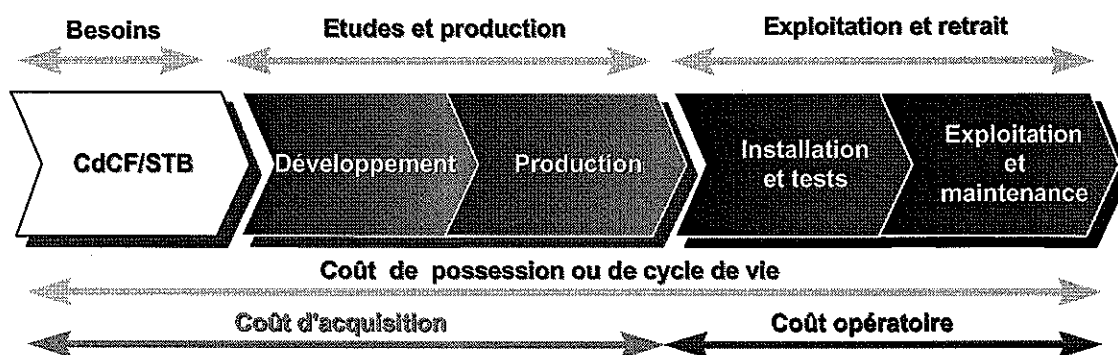 Besoins
Etudes et production
Exploitation et retrait
CdCF/STB
Développement
Production
Installation
et tests
Exploitation
et
maintenance
Coût de possession ou de cycle de vie
Coût d'acquisition
Coût opératoire